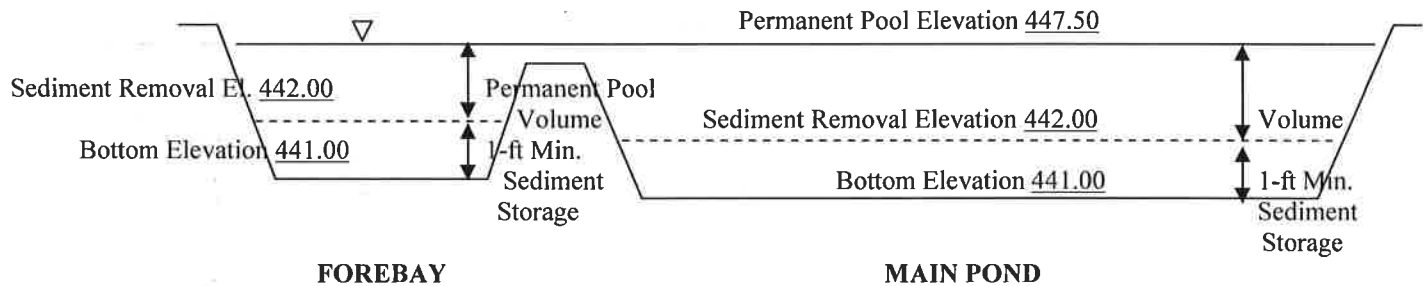 Permanent Pool Elevation 447.50
Sediment Removal El. 442.00
Permanent Pool
Volume
Sediment Removal Elevation 442.00
Volume
Bottom Elevation 441.00
1-ft Min.
Sediment
Storage
Bottom Elevation 441.00
1-ft Min.
Sediment
Storage
FOREBAY
MAIN POND